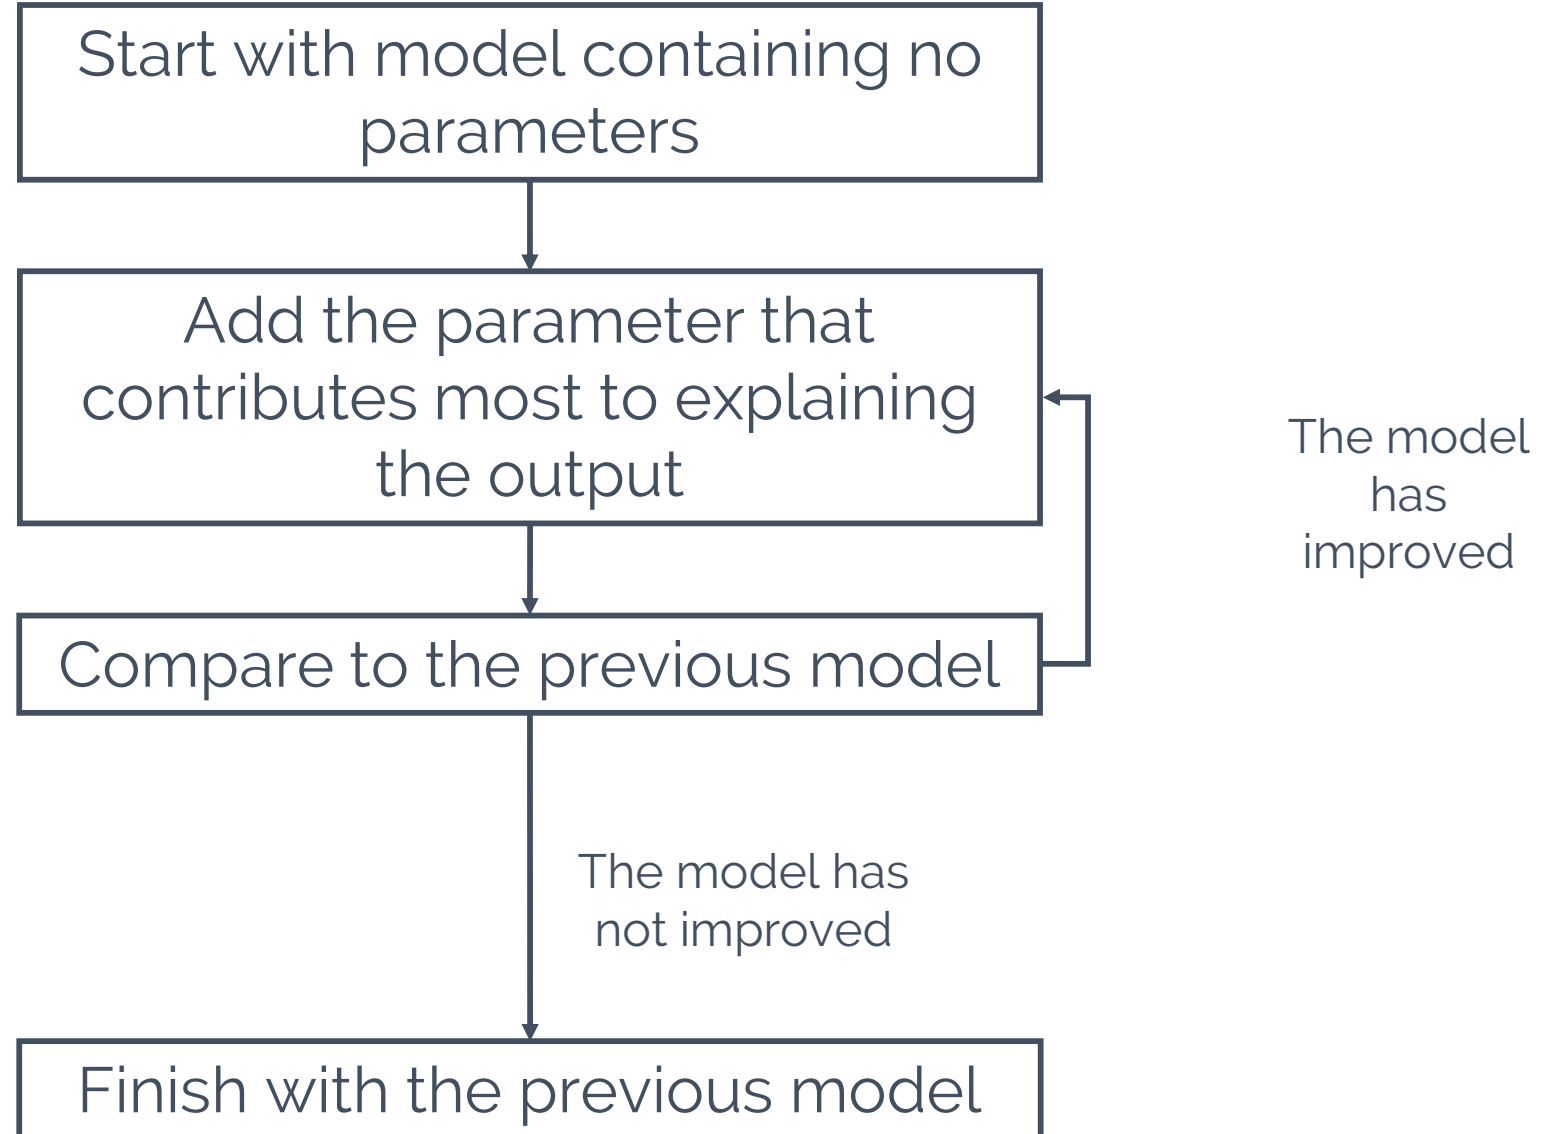 Start with model containing no
parameters
Add the parameter that
contributes most to explaining
the output
The model
has
improved
Compare to the previous model
The model has
not improved
Finish with the previous model